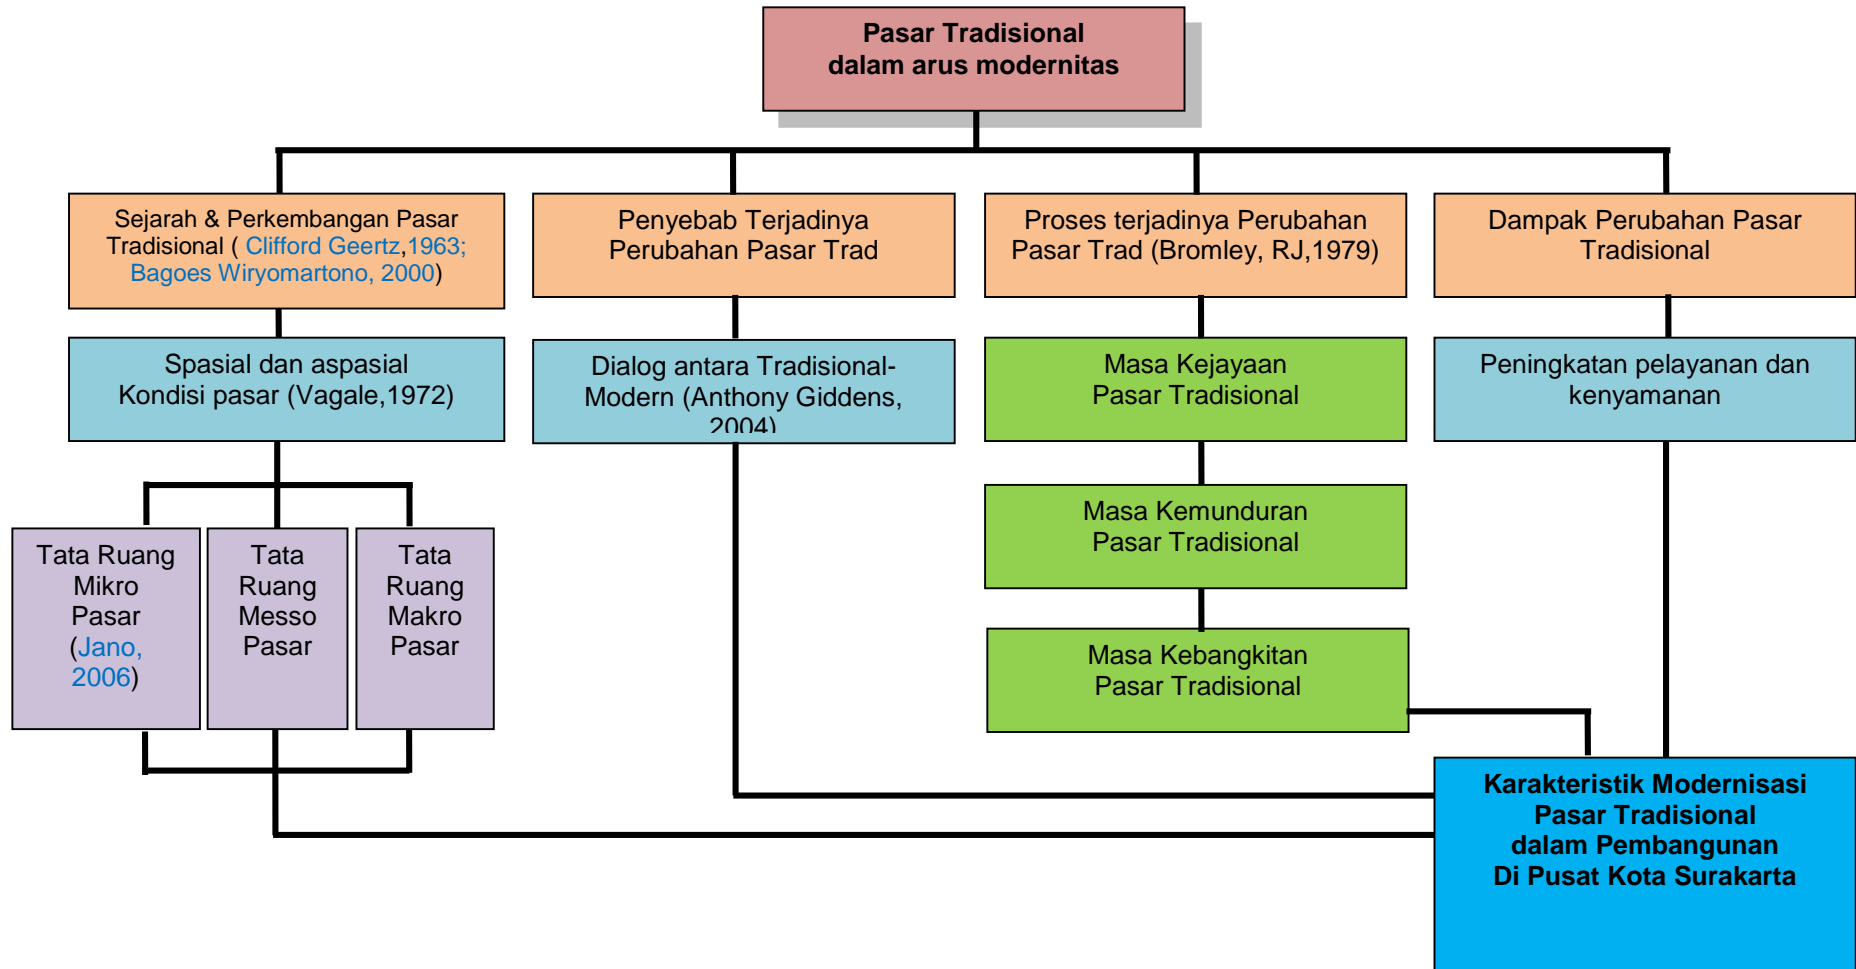 Pasar Tradisional
dalam arus modernitas
Sejarah & Perkembangan Pasar
Tradisional ( Clifford Geertz,1963;
Bagoes Wiryomartono, 2000)
Penyebab Terjadinya
Perubahan Pasar Trad
Proses terjadinya Perubahan
Pasar Trad (Bromley, RJ,1979)
Dampak Perubahan Pasar
Tradisional
Spasial dan aspasial
Kondisi pasar (Vagale,1972)
Dialog antara Tradisional-
Modern (Anthony Giddens,
2004)
Masa Kejayaan
Pasar Tradisional
Peningkatan pelayanan dan
kenyamanan
Masa Kemunduran
Pasar Tradisional
Tata Ruang
Mikro
Pasar
(Jano,
2006)
Tata
Ruang
Messo
Pasar
Tata
Ruang
Makro
Pasar
Masa Kebangkitan
Pasar Tradisional
Karakteristik Modernisasi
Pasar Tradisional
dalam Pembangunan
Di Pusat Kota Surakarta